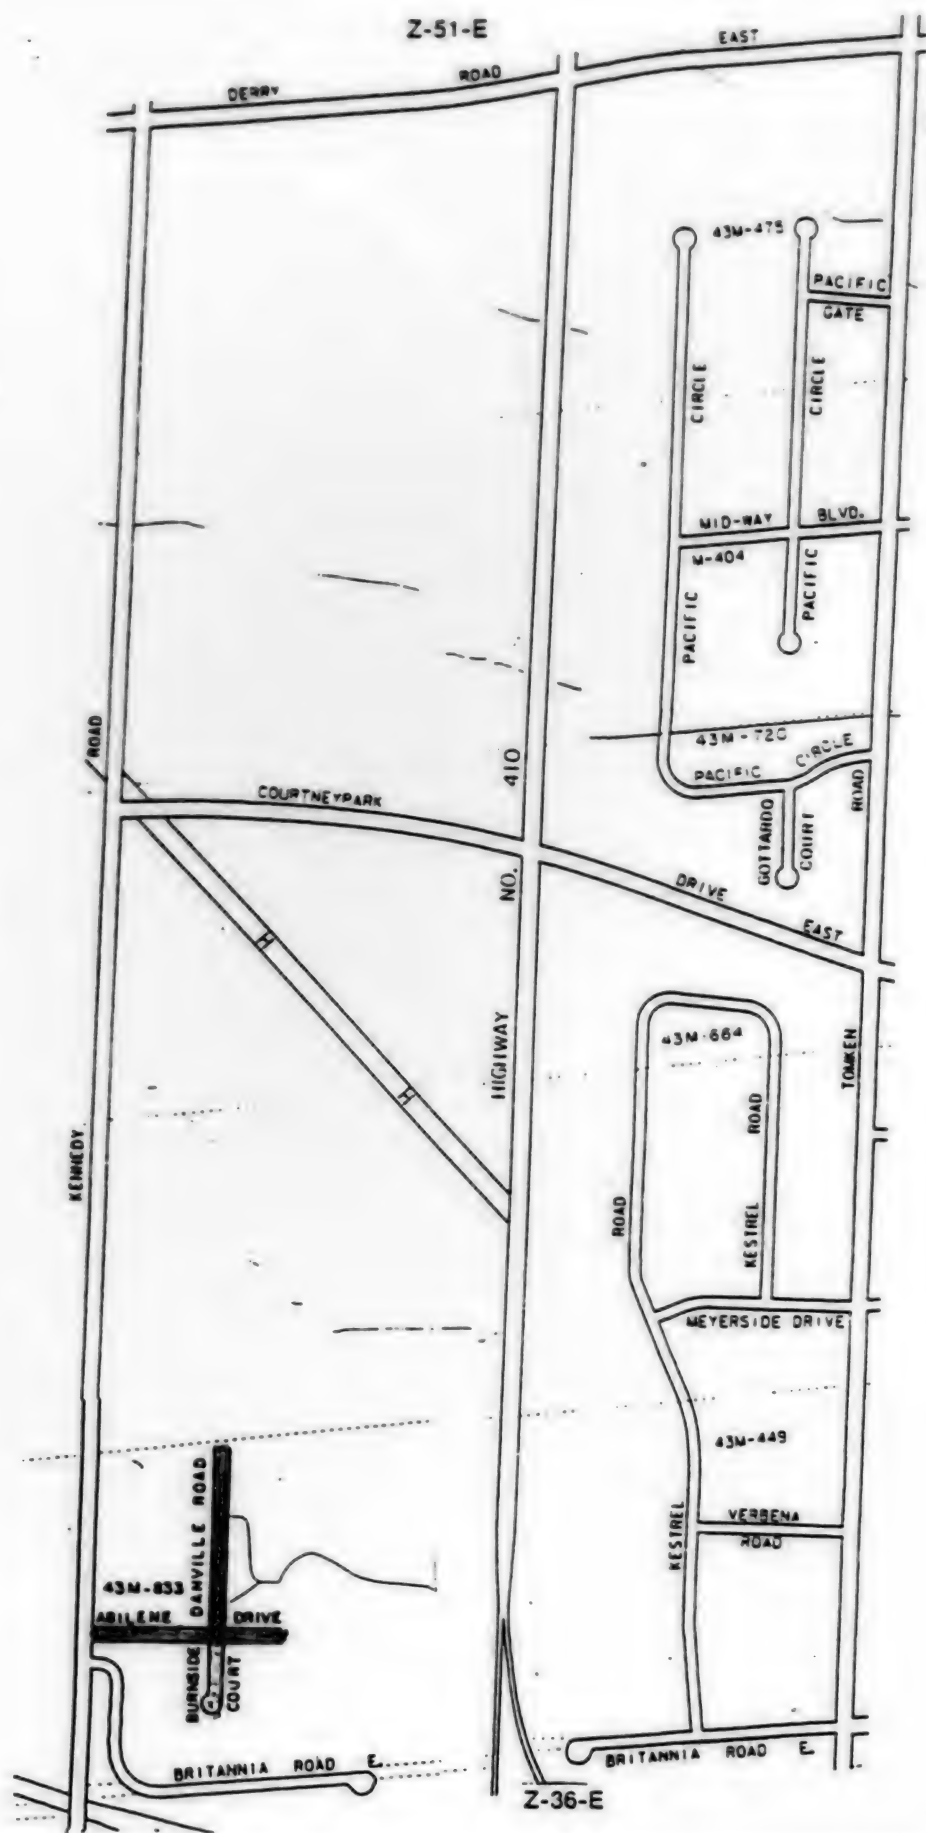 Z-51-E
DERRY ROAD EAST
43M-475
PACIFIC
GATE
CIRCLE
CIRCLE
MID-WAY BLVD.
M-404
PACIFIC
PACIFIC
ROAD
43M-720
PACIFIC CIRCLE
410
COURTNEYPARK
ROAD
GOTTARDO
COURT
NO.
DRIVE
EAST
H
43M-664
HIGHWAY
TOMKEN
H
ROAD
KENNEDY
ROAD
KESTREL
MEYERSIDE DRIVE
43M-449
DANVILLE ROAD
KESTREL
VERBENA
ROAD
43M-833
ABILENE DRIVE
BURNSIDE
COURT
BRITANNIA ROAD E.
BRITANNIA ROAD E.
Z-36-E